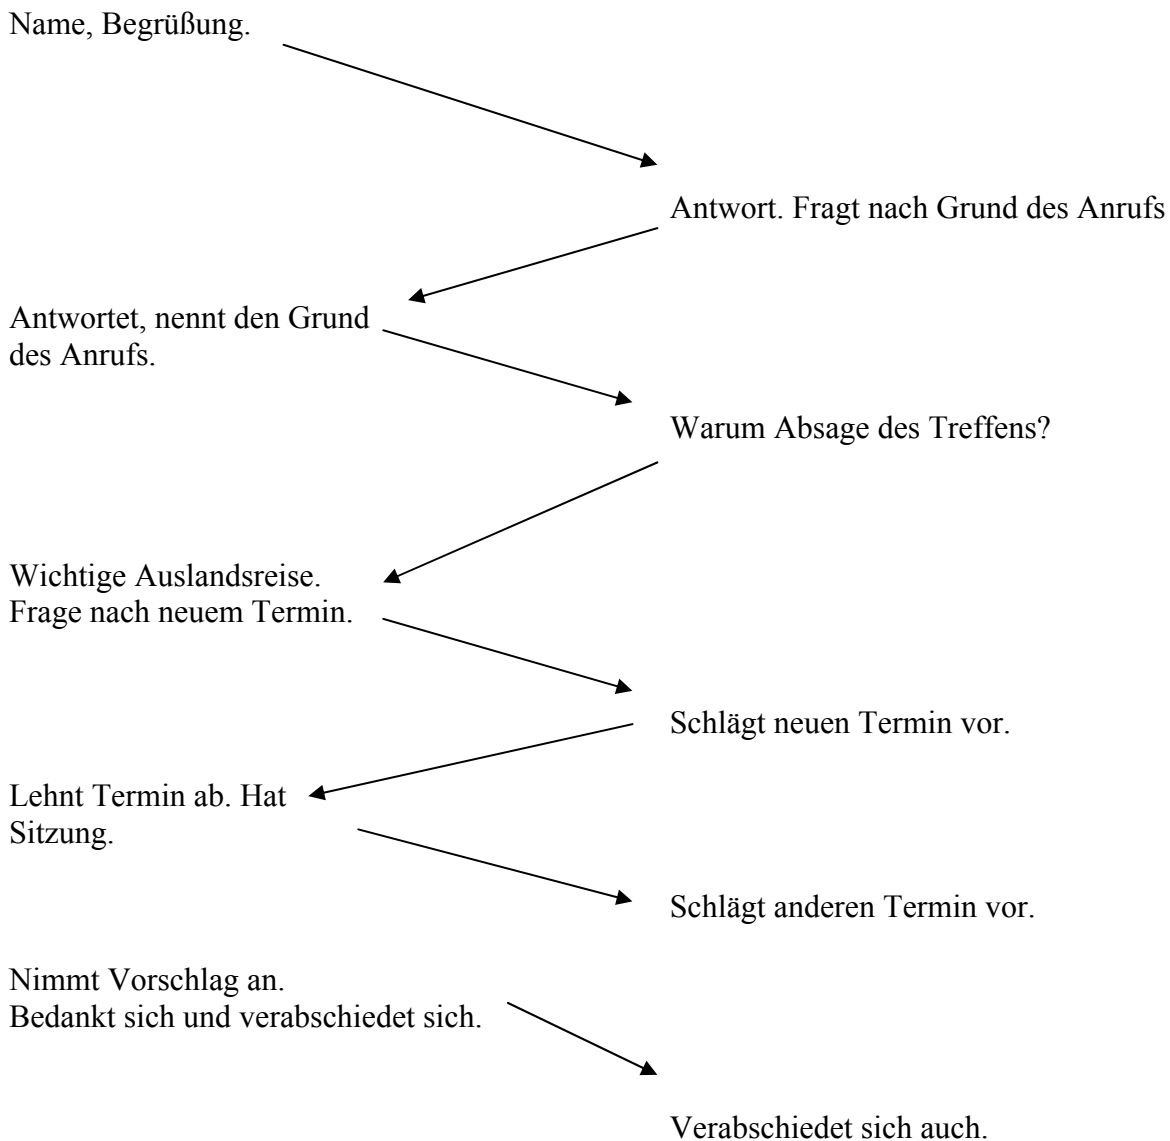 Name, Begrüßung.
Antwort. Fragt nach Grund des Anrufs
Antwortet, nennt den Grund
des Anrufs.
Warum Absage des Treffens?
Wichtige Auslandsreise.
Frage nach neuem Termin.
Schlägt neuen Termin vor.
Lehnt Termin ab. Hat
Sitzung.
Schlägt anderen Termin vor.
Nimmt Vorschlag an.
Bedankt sich und verabschiedet sich.
Verabschiedet sich auch.